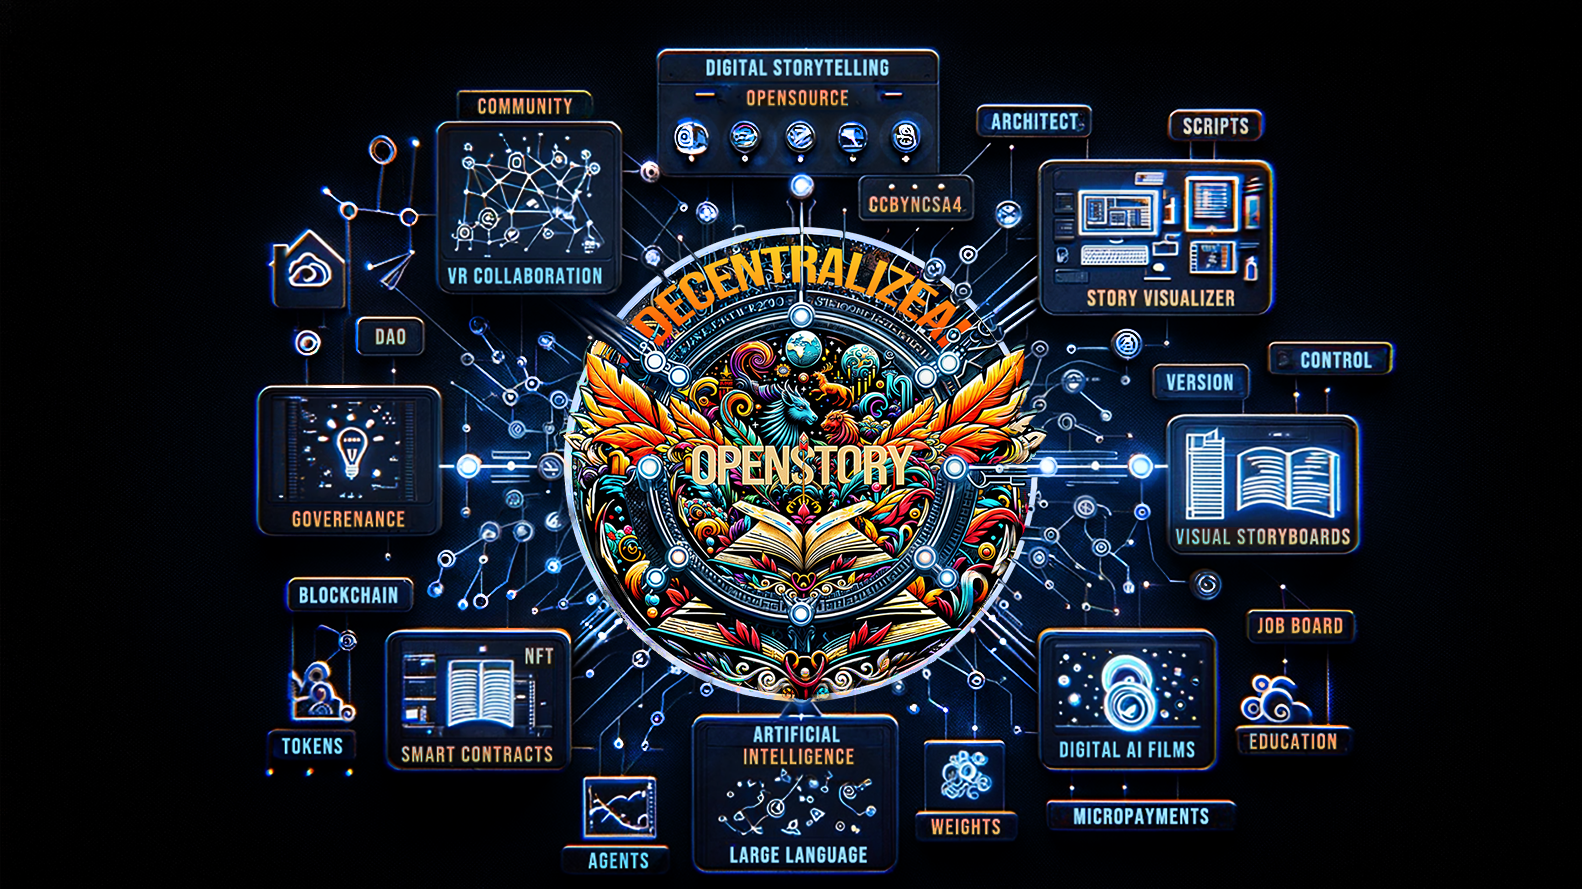 DIGITAL STORYTELLING
OPENSOURCE
COMMUNITY
VR COLLABORATION
ARCHITECT
SCRIPTS
CCBYNCSA4
STORY VISUALIZER
DECENTRALIZEAI
DAO
GOVERENANCE
VERSION
CONTROL
OPENSTORY
VISUAL STORYBOARDS
BLOCKCHAIN
JOB BOARD
NFT
SMART CONTRACTS
TOKENS
ARTIFICIAL
INTELLIGENCE
LARGE LANGUAGE
DIGITAL AI FILMS
EDUCATION
AGENTS
WEIGHTS
MICROPAYMENTS